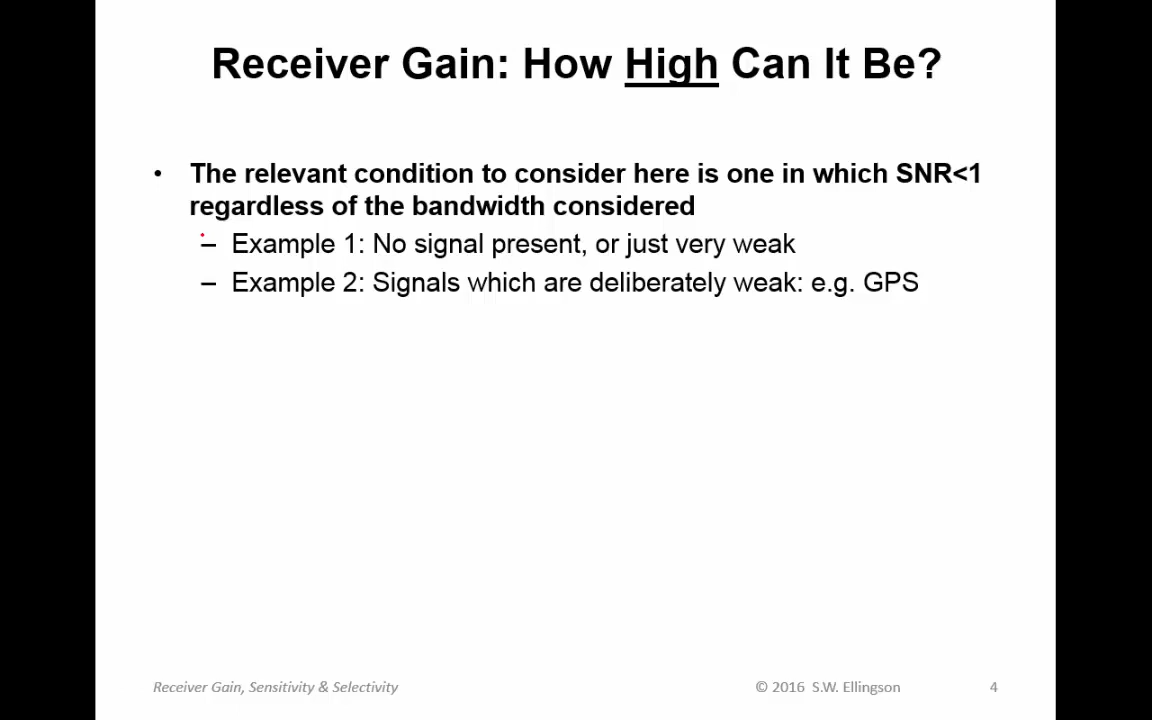 Receiver Gain: How High Can It Be?
• The relevant condition to consider here is one in which SNR<1
regardless of the bandwidth considered
– Example 1: No signal present, or just very weak
– Example 2: Signals which are deliberately weak: e.g. GPS
Receiver Gain, Sensitivity & Selectivity © 2016 S.W. Ellingson 4